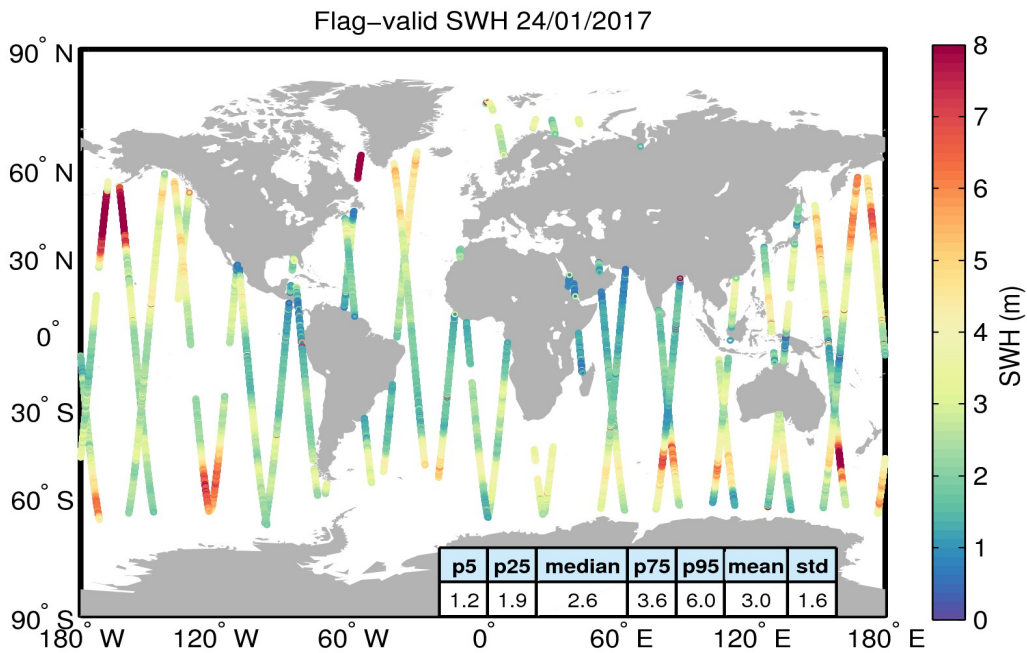 Flag−valid SWH 24/01/2017
90° N
60° N
30° N
0°
30° S
60° S
90° S
180° W
120° W
60° W
0°
60° E
120° E
180° E
p5 p25 median p75 p95 mean std
1.2 1.9 2.6 3.6 6.0 3.0 1.6
8
7
6
5
4
3
2
1
0
SWH (m)